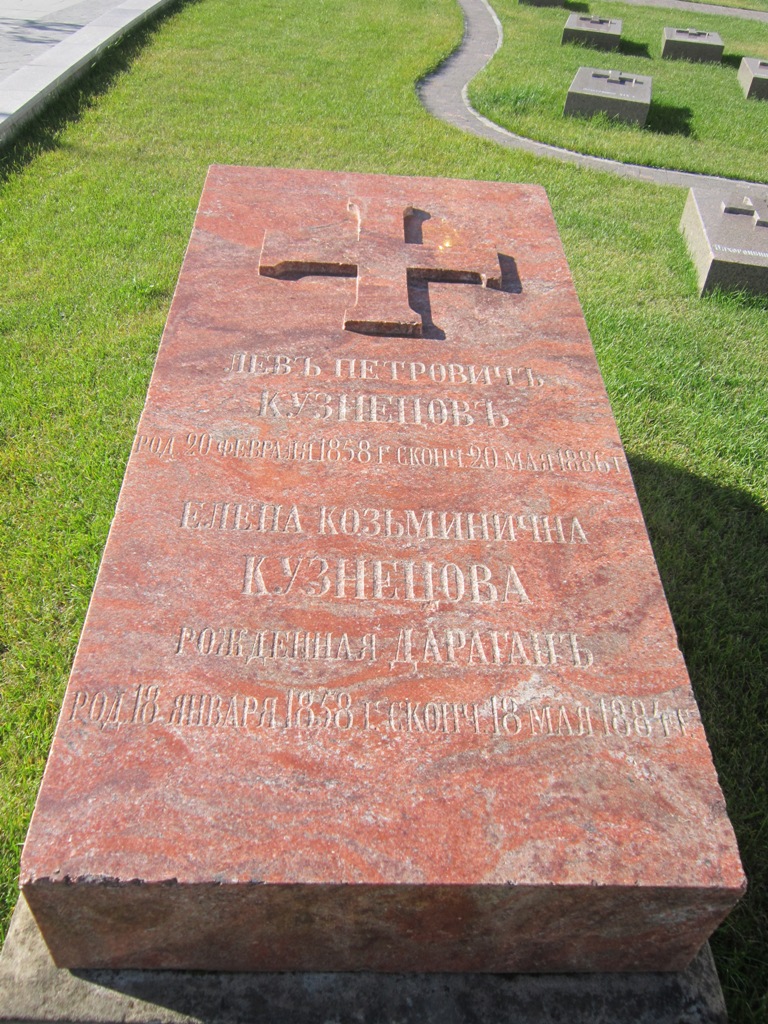 ЛЕВЪ ПЕТРОВИЧЪ
КУЗНЕЦОВЪ
РОД 20 ФЕВРАЛЯ 1858 Г. СКОНЧ. 20 МАЯ 1886 Г.
ЕЛЕНА КОЗЬМИНИЧНА
КУЗНЕЦОВА
РОЖДЕННАЯ ДАРАГАНЪ
РОД 18 ЯНВАРЯ 1858 Г. СКОНЧ. 18 МАЯ 1884 Г.